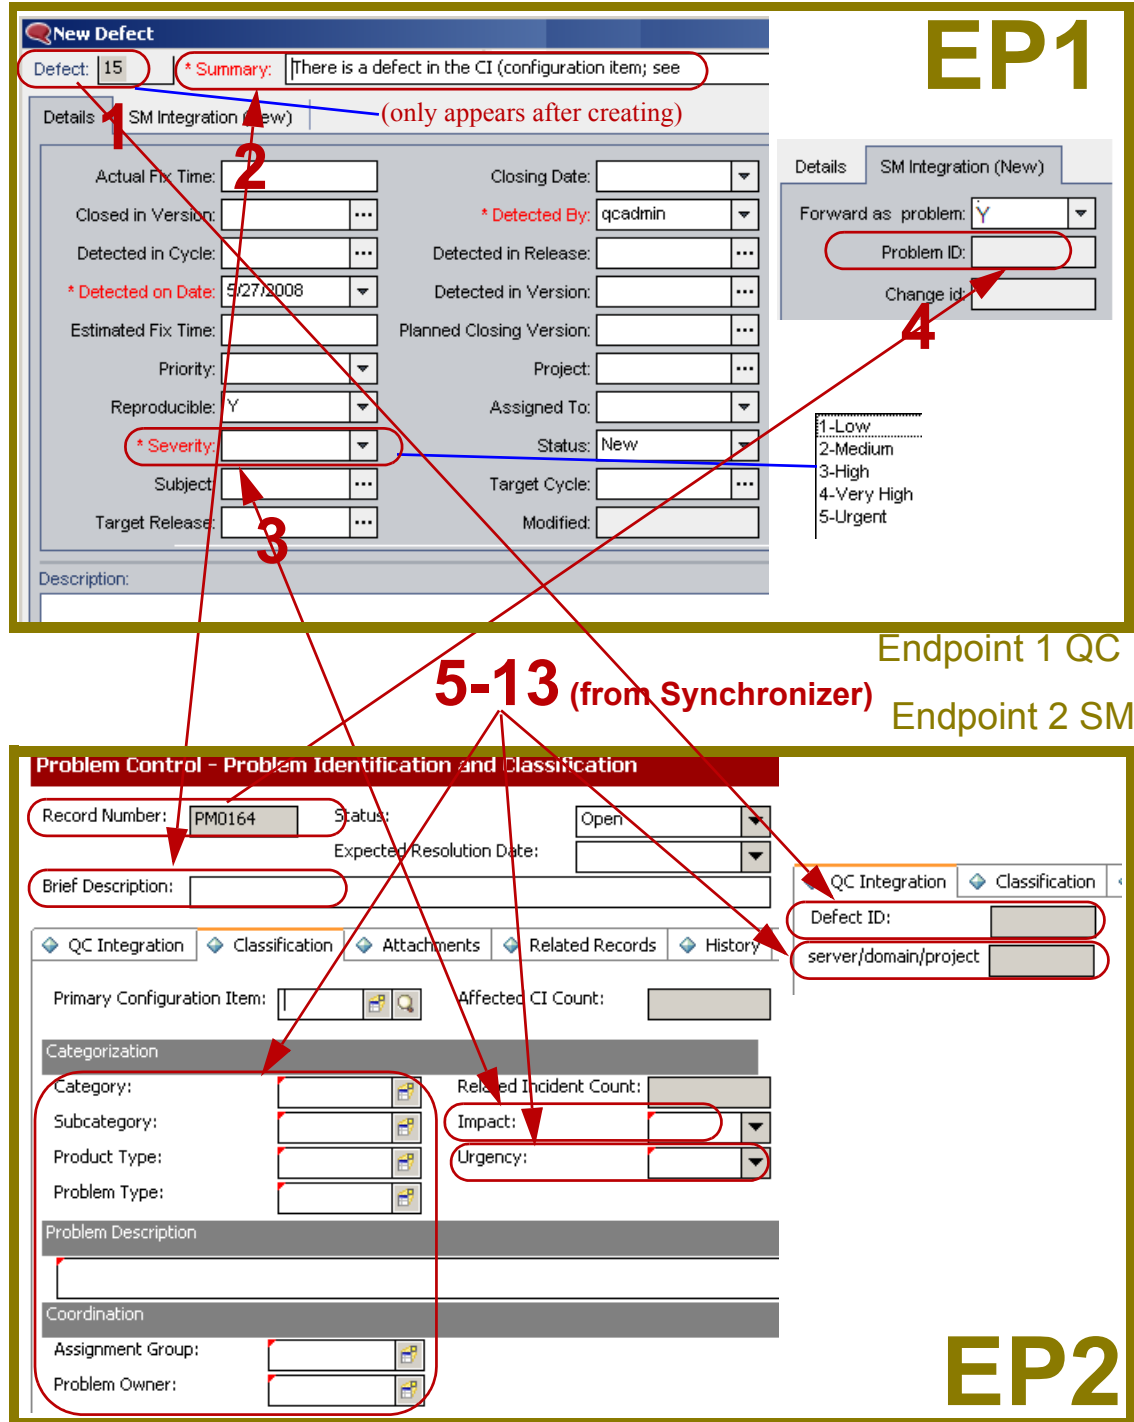 New Defect
EP1
Defect: 15 * Summary: There is a defect in the CI (configuration item; see
1
(only appears after creating)
Details SM Integration (New)
2
Actual Fix Time: Closing Date:
Closed in Version: * Detected By: qcadmin
Detected in Cycle: Detected in Release:
* Detected on Date: 5/27/2008 Detected in Version:
Estimated Fix Time: Planned Closing Version:
Priority: Project:
Reproducible: Y Assigned To:
* Severity: Status: New
Subject: Target Cycle:
Target Release: Modified:
3
Description:
Details SM Integration (New)
Forward as problem: Y
Problem ID:
Change id:
4
1-Low
2-Medium
3-High
4-Very High
5-Urgent
Endpoint 1 QC
5-13 (from Synchronizer)
Endpoint 2 SM
Problem Control - Problem Identification and Classification
Record Number: PM0164 Status: Open
Expected Resolution Date:
Brief Description:
QC Integration Classification Attachments Related Records History
Primary Configuration Item: Affected CI Count:
Categorization
Category: Related Incident Count:
Subcategory: Impact:
Product Type: Urgency:
Problem Type:
Problem Description
Coordination
Assignment Group:
Problem Owner:
QC Integration Classification
Defect ID:
server/domain/project
EP2